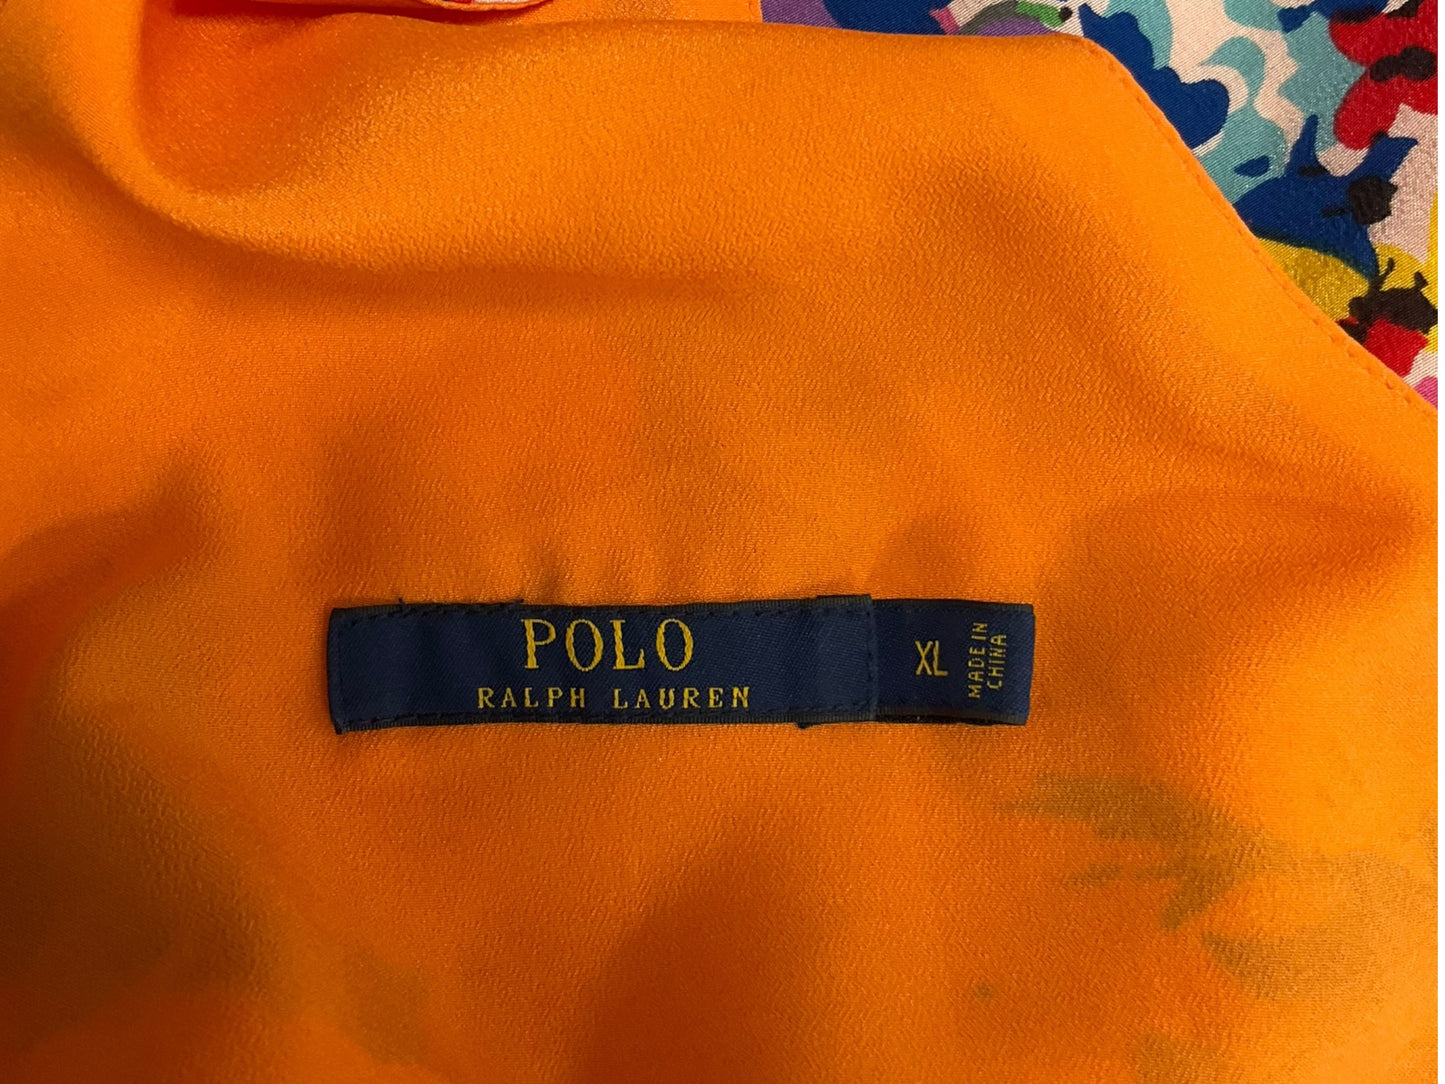 POLO
RALPH LAUREN
XL
MADE IN
CHINA